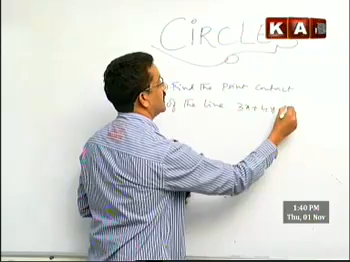 CIRCLE
KA
Find the Point Contact
of the line 3x+4y
1:40 PM
Thu, 01 Nov